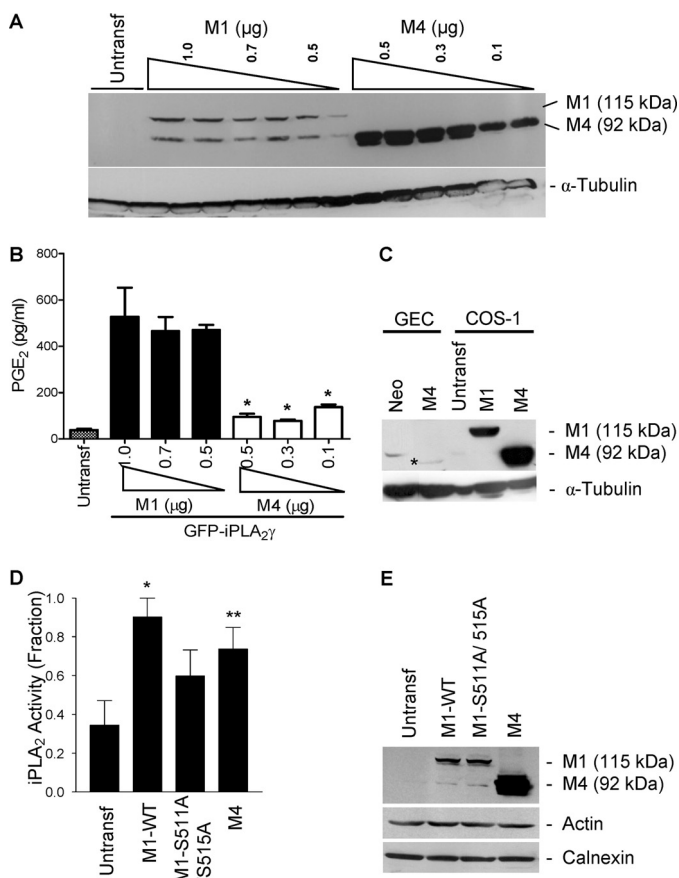 A
Untransf
M1 (µg)
1.0
0.7
0.5
M4 (µg)
0.5
0.3
0.1
M1 (115 kDa)
M4 (92 kDa)
- α-Tubulin
B
PGE2 (pg/ml)
800
600
400
200
0
* * *
Untransf
1.0
0.7
0.5
0.5
0.3
0.1
M1 (µg)
M4 (µg)
GFP-iPLA2γ
C
GEC
COS-1
Neo
M4
Untransf
M1
M4
*
- M1 (115 kDa)
- M4 (92 kDa)
- α-Tubulin
D
iPLA2 Activity (Fraction)
1.0
0.8
0.6
0.4
0.2
0.0
*
**
Untransf
M1-WT
M1-S511A
S515A
M4
E
Untransf
M1-WT
M1-S511A/ 515A
M4
- M1 (115 kDa)
- M4 (92 kDa)
- Actin
- Calnexin